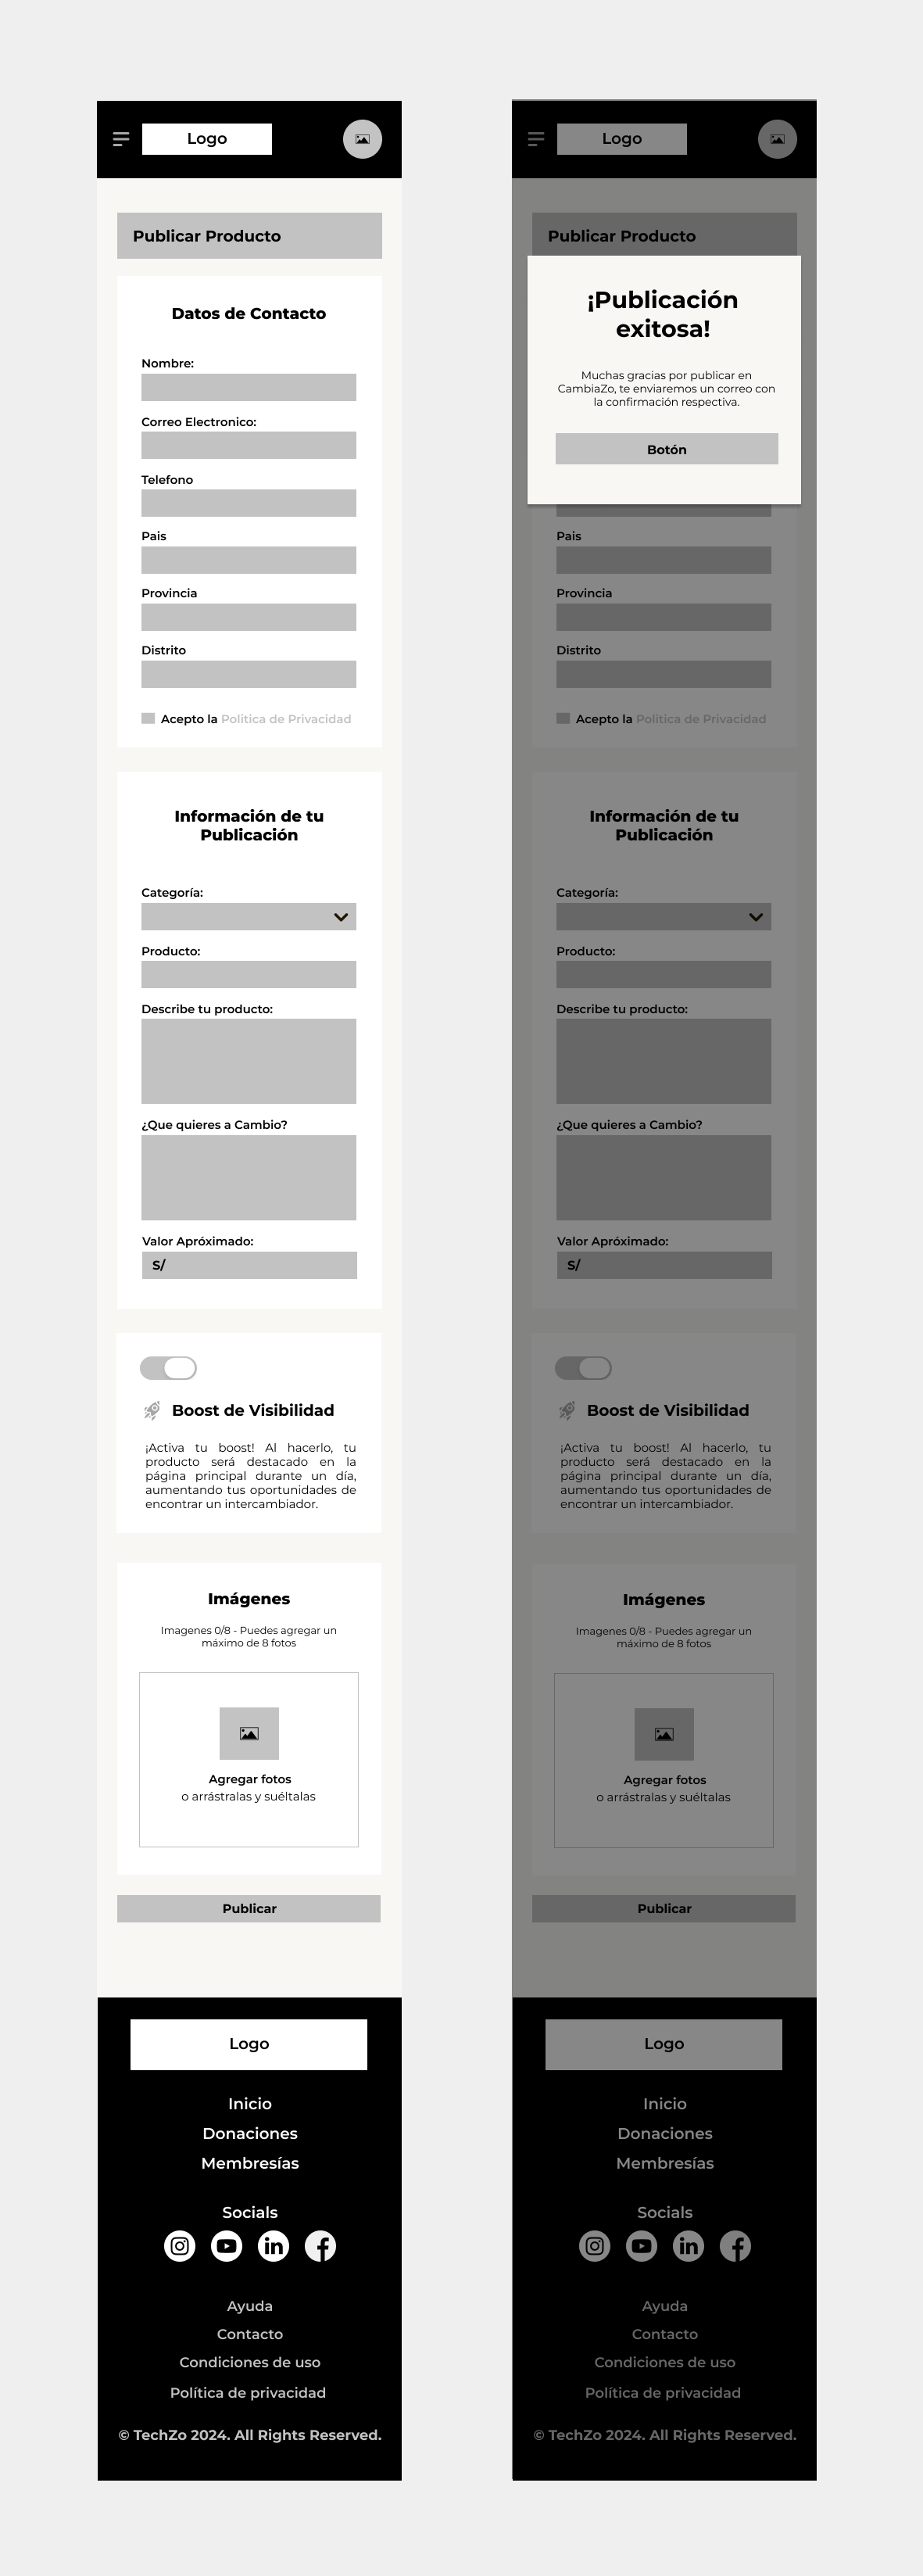 Logo
Publicar Producto
Datos de Contacto
Nombre:
Correo Electronico:
Telefono
Pais
Provincia
Distrito
Acepto la Politica de Privacidad
Información de tu
Publicación
Categoría:
Producto:
Describe tu producto:
¿Que quieres a Cambio?
Valor Apróximado:
S/
Boost de Visibilidad
¡Activa tu boost! Al hacerlo, tu
producto será destacado en la
página principal durante un día,
aumentando tus oportunidades de
encontrar un intercambiador.
Imágenes
Imagenes 0/8 - Puedes agregar un
máximo de 8 fotos
Agregar fotos
o arrástralas y suéltalas
Publicar
Logo
Inicio
Donaciones
Membresías
Socials
Ayuda
Contacto
Condiciones de uso
Política de privacidad
© TechZo 2024. All Rights Reserved.
Logo
Publicar Producto
¡Publicación
exitosa!
Muchas gracias por publicar en
CambiaZo, te enviaremos un correo con
la confirmación respectiva.
Botón
Pais
Provincia
Distrito
Acepto la Politica de Privacidad
Información de tu
Publicación
Categoría:
Producto:
Describe tu producto:
¿Que quieres a Cambio?
Valor Apróximado:
S/
Boost de Visibilidad
¡Activa tu boost! Al hacerlo, tu
producto será destacado en la
página principal durante un día,
aumentando tus oportunidades de
encontrar un intercambiador.
Imágenes
Imagenes 0/8 - Puedes agregar un
máximo de 8 fotos
Agregar fotos
o arrástralas y suéltalas
Publicar
Logo
Inicio
Donaciones
Membresías
Socials
Ayuda
Contacto
Condiciones de uso
Política de privacidad
© TechZo 2024. All Rights Reserved.